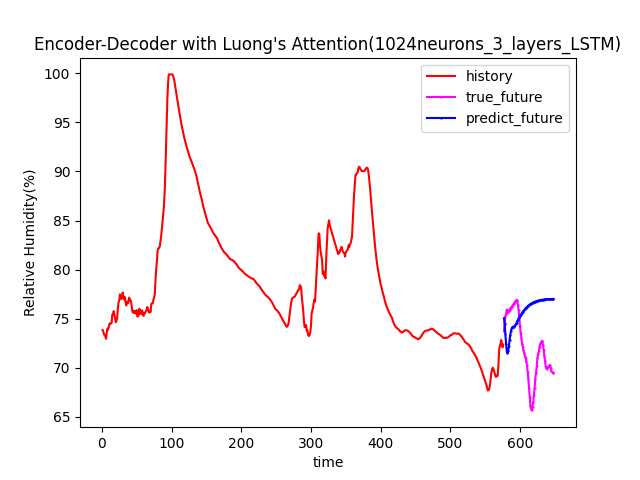 Encoder-Decoder with Luong's Attention(1024neurons_3_layers_LSTM)
history
true_future
predict_future
Relative Humidity(%)
100
95
90
85
80
75
70
65
0 100 200 300 400 500 600
time